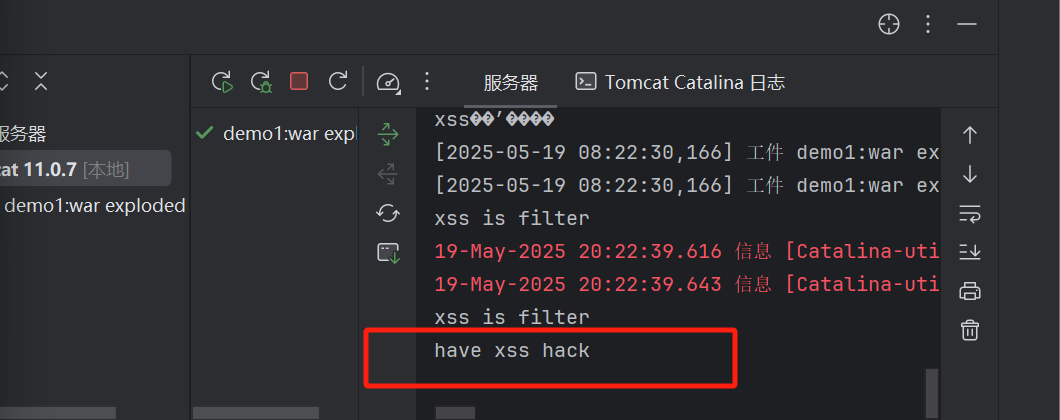 服务器
Tomcat Catalina 日志
服务器
cat 11.0.7 [本地]
demo1:war exploded
demo1:war expl
xss��’����
[2025-05-19 08:22:30,166] 工件 demo1:war ex
[2025-05-19 08:22:30,166] 工件 demo1:war ex
xss is filter
19-May-2025 20:22:39.616 信息 [Catalina-uti
19-May-2025 20:22:39.643 信息 [Catalina-uti
xss is filter
have xss hack